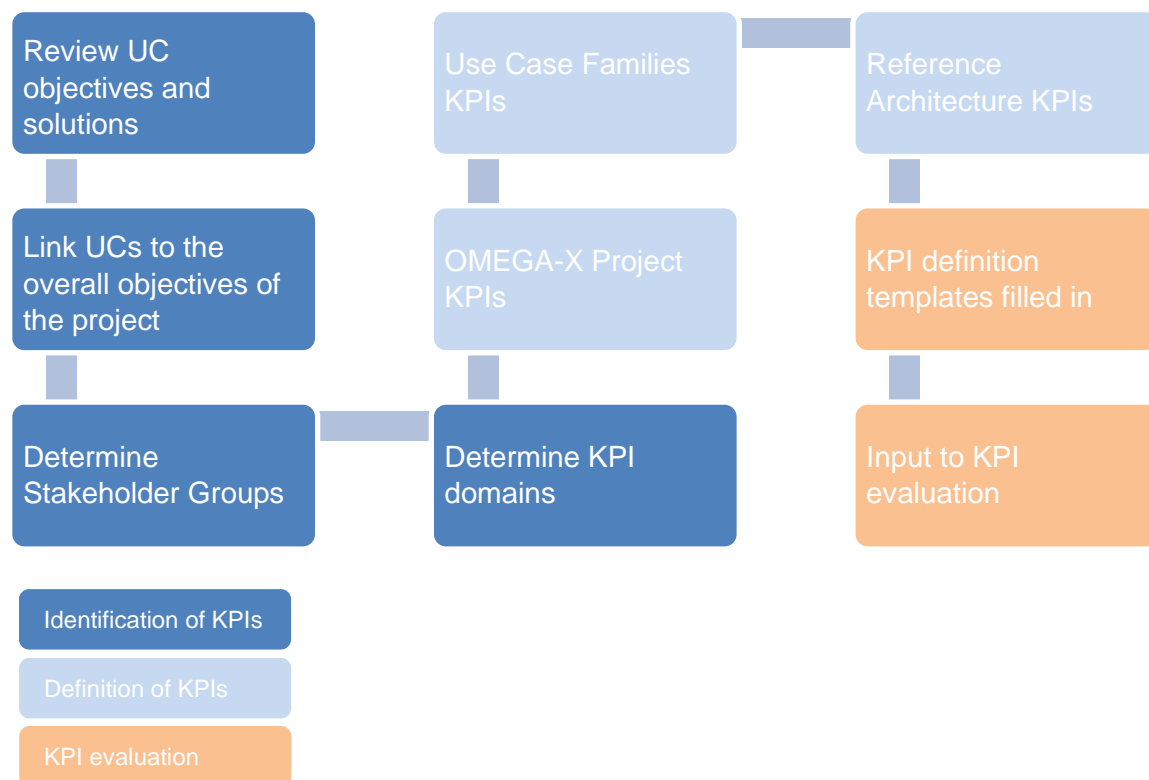 Review UC
objectives and
solutions
Link UCs to the
overall objectives of
the project
Determine
Stakeholder Groups
Determine KPI
domains
OMEGA-X Project
KPIs
Use Case Families
KPIs
Reference
Architecture KPIs
KPI definition
templates filled in
Input to KPI
evaluation
Identification of KPIs
Definition of KPIs
KPI evaluation